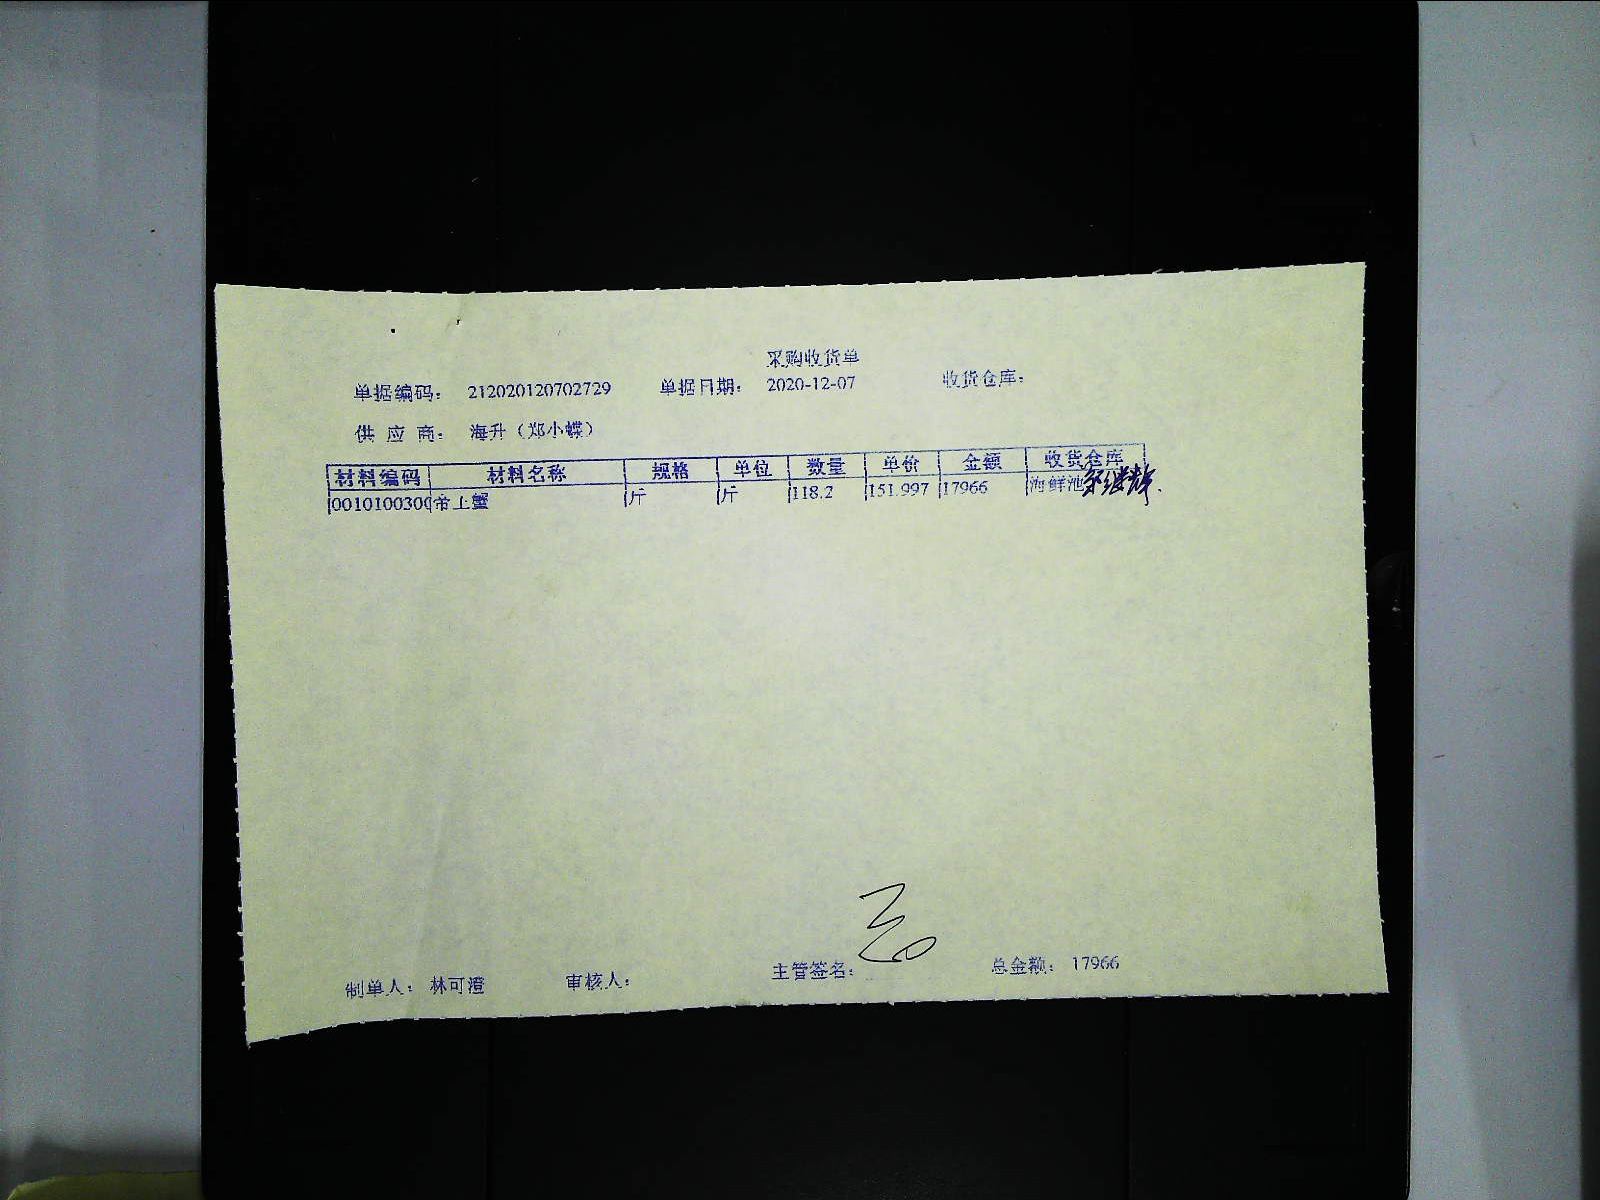 采购收货单
单据编码： 212020120702729 单据日期： 2020-12-07 收货仓库：
供 应 商： 海升（郑小蝶）
材料编码 材料名称 规格 单位 数量 单价 金额 收货仓库
0010100300 帝王蟹 斤 斤 118.2 151.997 17966 海鲜池
制单人： 林可澄 审核人： 主管签名： 总金额： 17966